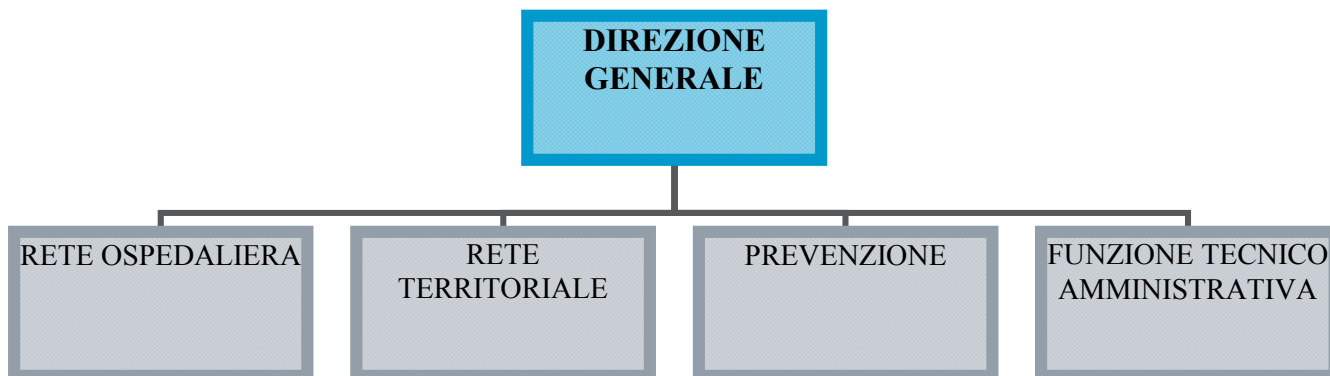 DIREZIONE
GENERALE
RETE OSPEDALIERA
RETE
TERRITORIALE
PREVENZIONE
FUNZIONE TECNICO
AMMINISTRATIVA